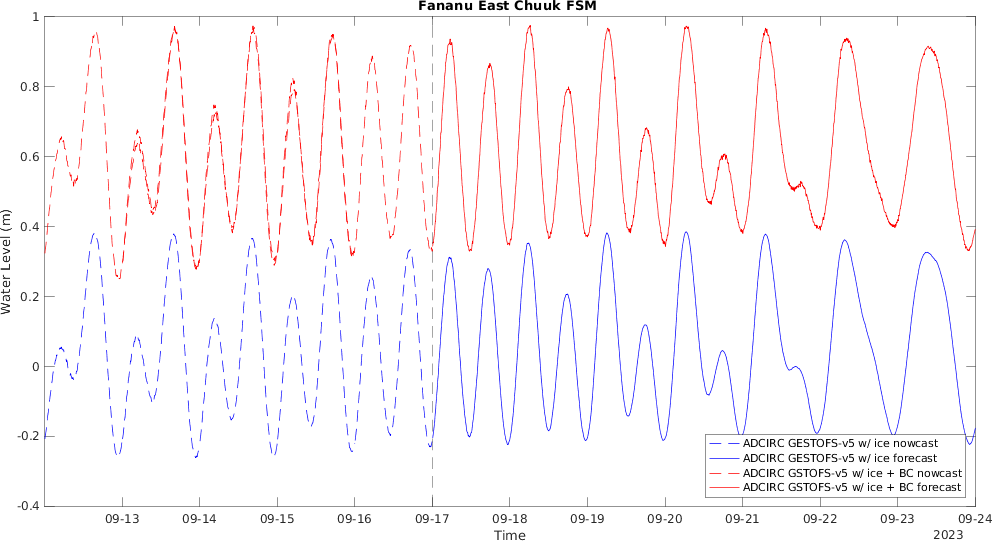 Fananu East Chuuk FSM
Water Level (m)
1
0.8
0.6
0.4
0.2
0
-0.2
-0.4
ADCIRC GESTOFS-v5 w/ ice nowcast
ADCIRC GESTOFS-v5 w/ ice forecast
ADCIRC GSTOFS-v5 w/ ice + BC nowcast
ADCIRC GSTOFS-v5 w/ ice + BC forecast
09-13 09-14 09-15 09-16 09-17 09-18 09-19 09-20 09-21 09-22 09-23 09-24
Time
2023